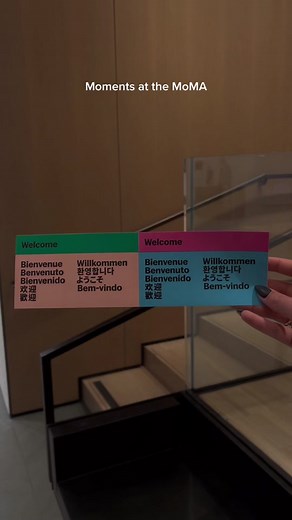 Moments at the MoMA
Welcome
Bienvenue
Benvenuto
Bienvenido
欢迎
歡迎
Willkommen
환영합니다
ようこそ
Bem-vindo
Welcome
Bienvenue
Benvenuto
Bienvenido
欢迎
歡迎
Willkommen
환영합니다
ようこそ
Bem-vindo